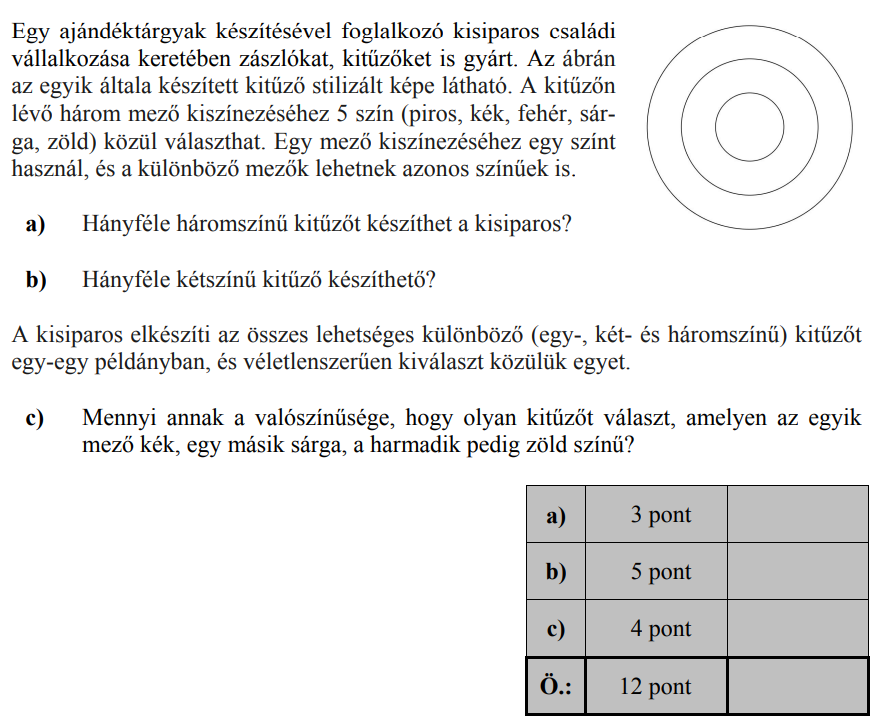 Egy ajándéktárgyak készítésével foglalkozó kisiparos családi
vállalkozása keretében zászlókat, kitűzőket is gyárt. Az ábrán
az egyik általa készített kitűző stilizált képe látható. A kitűzőn
lévő három mező kiszínezéséhez 5 szín (piros, kék, fehér, sár-
ga, zöld) közül választhat. Egy mező kiszínezéséhez egy színt
használ, és a különböző mezők lehetnek azonos színűek is.
a) Hányféle háromszínű kitűzőt készíthet a kisiparos?
b) Hányféle kétszínű kitűző készíthető?
A kisiparos elkészíti az összes lehetséges különböző (egy-, két- és háromszínű) kitűzőt
egy-egy példányban, és véletlenszerűen kiválaszt közülük egyet.
c) Mennyi annak a valószínűsége, hogy olyan kitűzőt választ, amelyen az egyik
mező kék, egy másik sárga, a harmadik pedig zöld színű?
a) 3 pont
b) 5 pont
c) 4 pont
Ö.: 12 pont